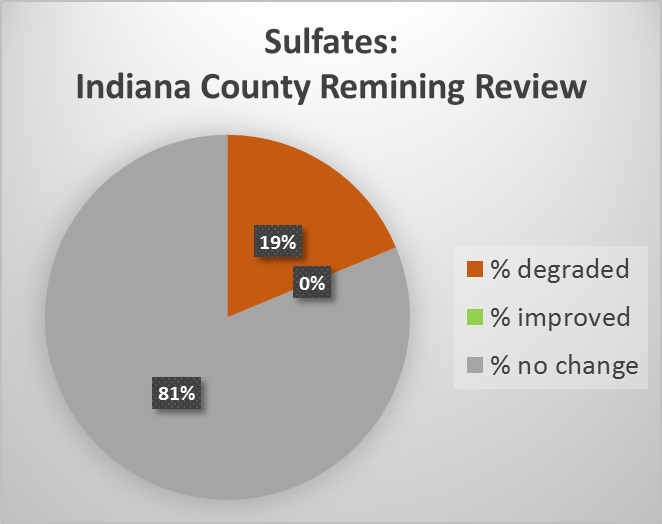 Sulfates:
Indiana County Remining Review
19%
0%
81%
% degraded
% improved
% no change